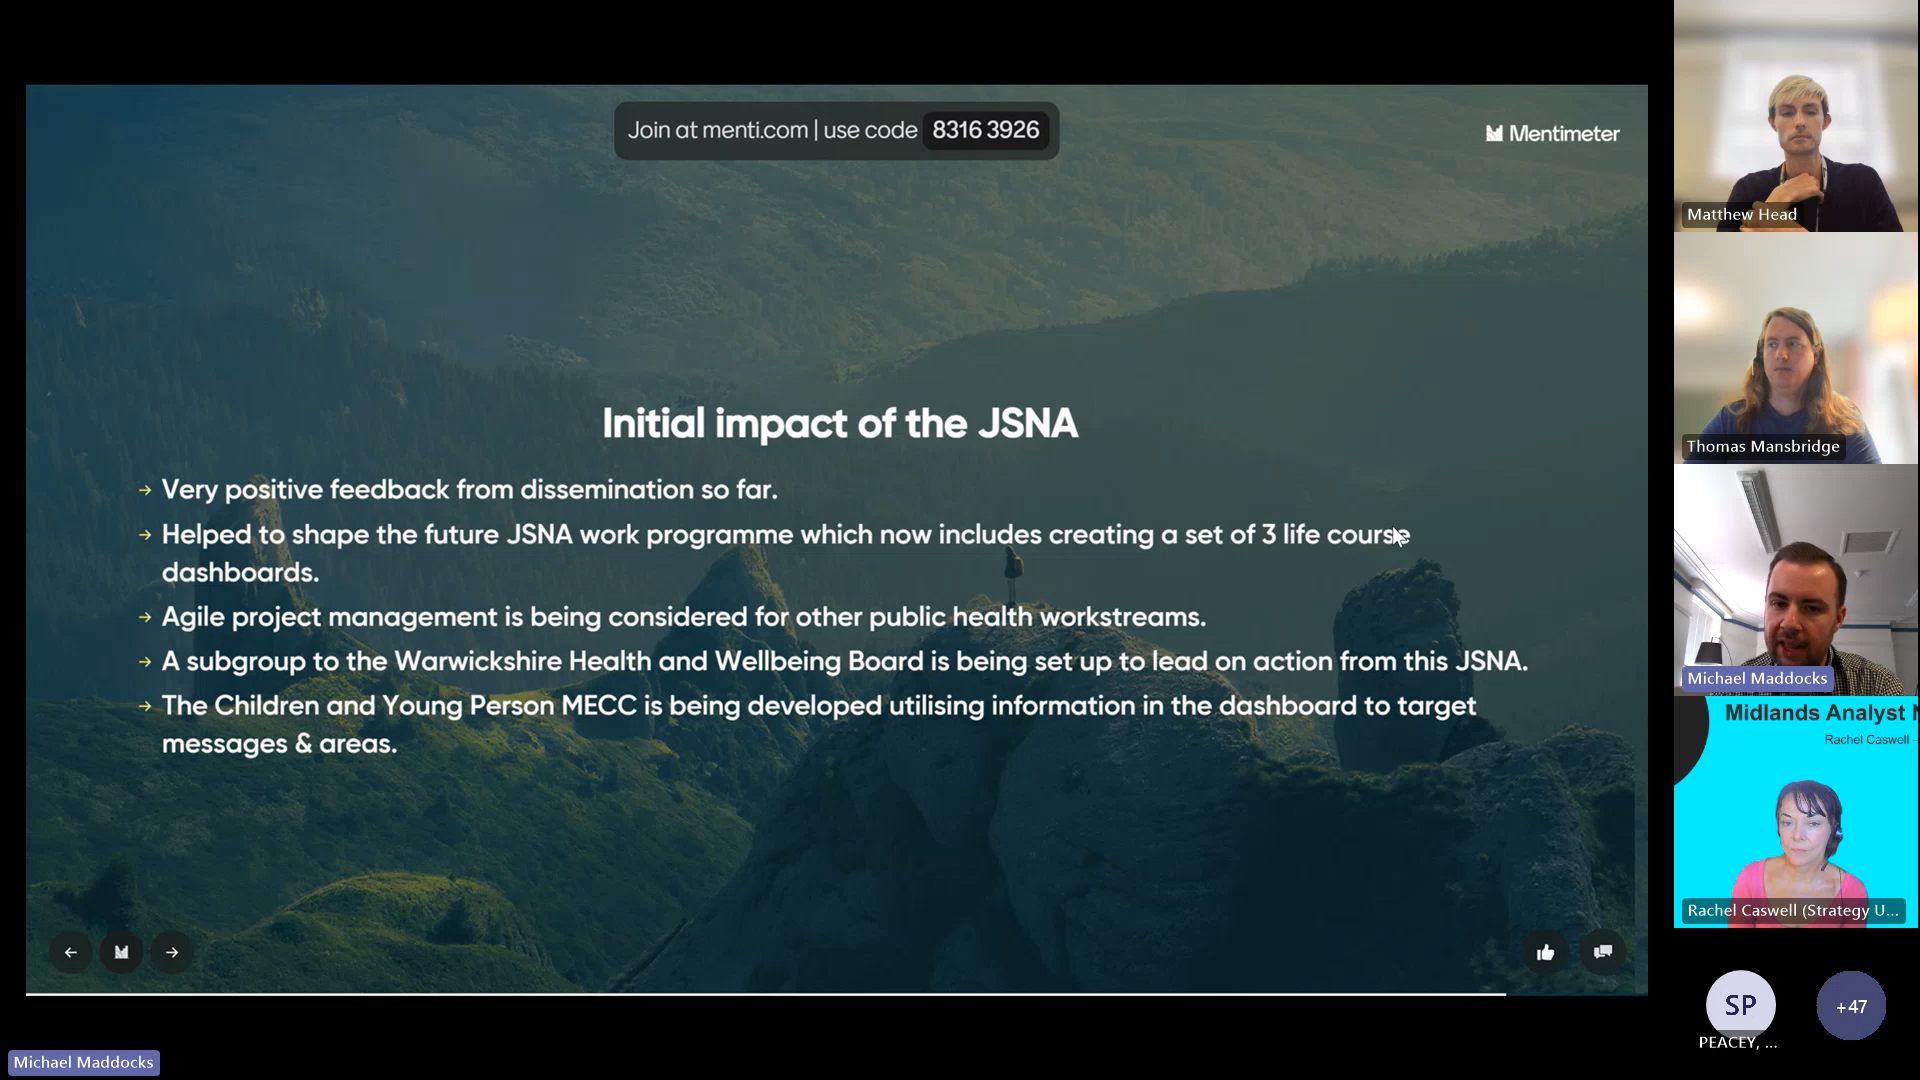 Join at menti.com | use code 8316 3926
Mentimeter
Initial impact of the JSNA
→ Very positive feedback from dissemination so far.
→ Helped to shape the future JSNA work programme which now includes creating a set of 3 life course
dashboards.
→ Agile project management is being considered for other public health workstreams.
→ A subgroup to the Warwickshire Health and Wellbeing Board is being set up to lead on action from this JSNA.
→ The Children and Young Person MECC is being developed utilising information in the dashboard to target
messages & areas.
Michael Maddocks
Matthew Head
Thomas Mansbridge
Michael Maddocks
Midlands Analyst
Rachel Caswell –
Rachel Caswell (Strategy U...
SP
PEACEY, ...
+47